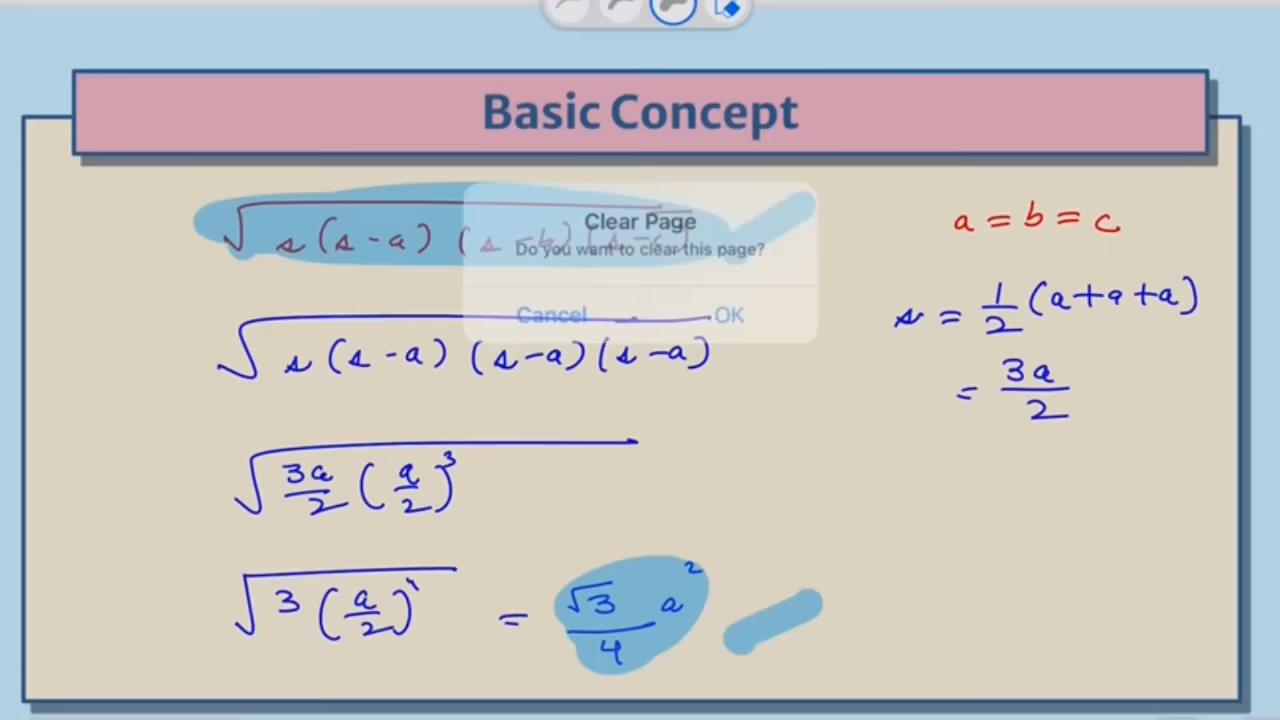 Basic Concept
√s(s-a)(s-b)(s-c)
a = b = c
Clear Page
Do you want to clear this page?
Cancel OK
s = 1/2 (a+a+a)
√s(s-a)(s-a)(s-a)
= 3a/2
√3a/2 (a/2)³
√3(a/2)⁴ = √3/4 a²